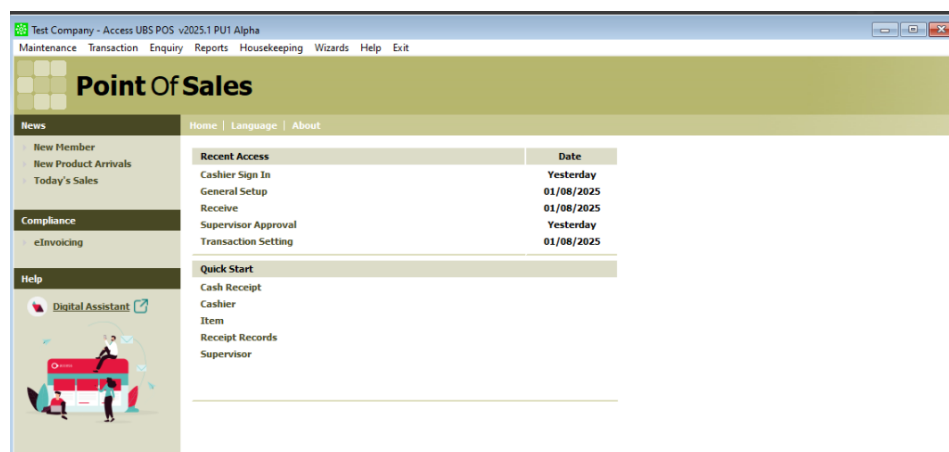 Test Company - Access UBS POS v2025.1 PU1 Alpha
Maintenance Transaction Enquiry Reports Housekeeping Wizards Help Exit
Point Of Sales
News
Home | Language | About
New Member
New Product Arrivals
Today's Sales
Compliance
eInvoicing
Help
Digital Assistant
Recent Access Date
Cashier Sign In Yesterday
General Setup 01/08/2025
Receive 01/08/2025
Supervisor Approval Yesterday
Transaction Setting 01/08/2025
Quick Start
Cash Receipt
Cashier
Item
Receipt Records
Supervisor